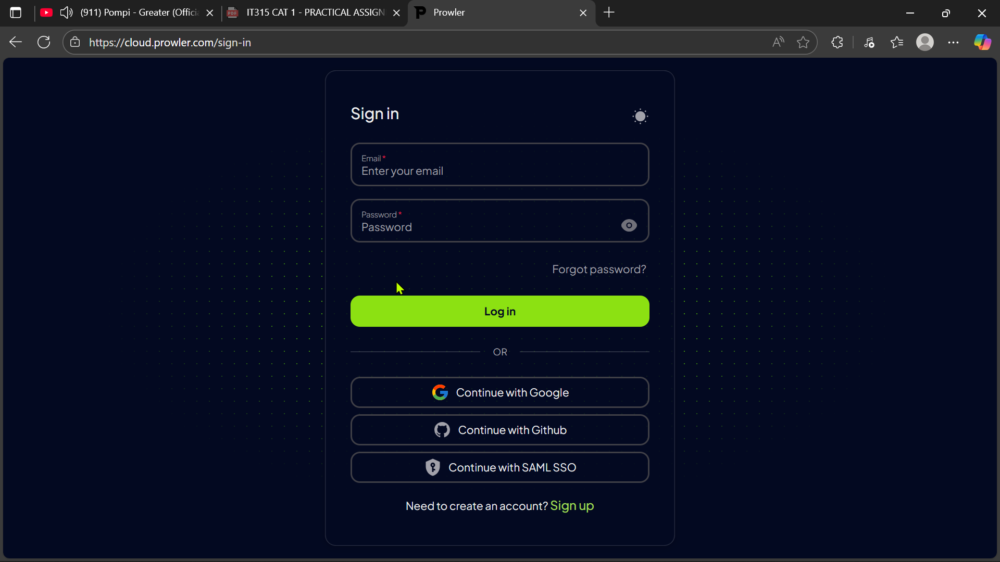 (911) Pompi - Greater (Offici
IT315 CAT 1 - PRACTICAL ASSIGN
Prowler
https://cloud.prowler.com/sign-in
Sign in
Email *
Enter your email
Password *
Password
Forgot password?
Log in
OR
Continue with Google
Continue with Github
Continue with SAML SSO
Need to create an account? Sign up